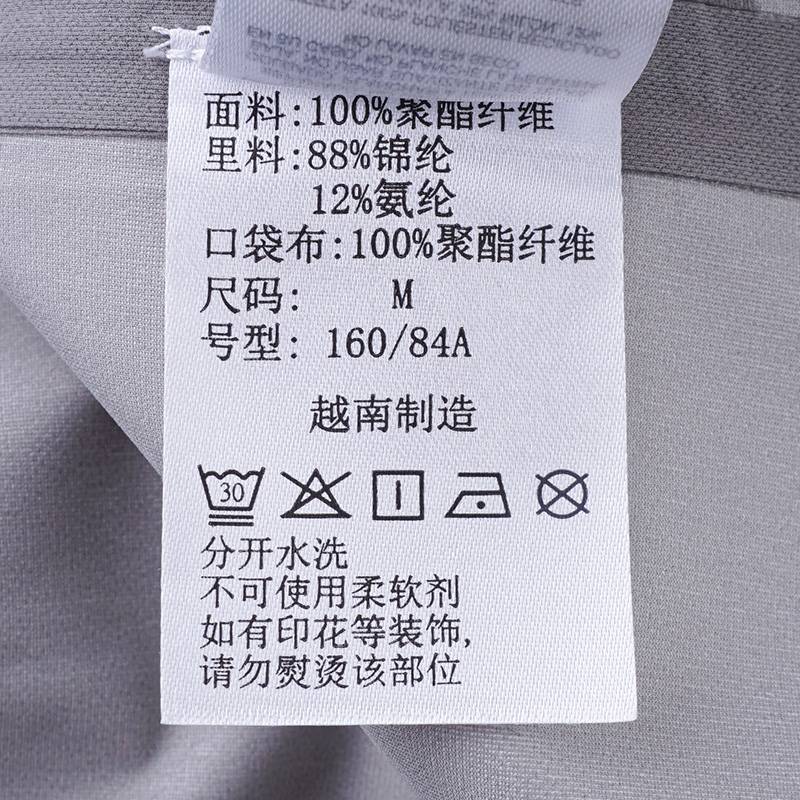 面料:100%聚酯纤维
里料:88%锦纶
12%氨纶
口袋布:100%聚酯纤维
尺码: M
号型: 160/84A
越南制造
30
分开水洗
不可使用柔软剂
如有印花等装饰,
请勿熨烫该部位